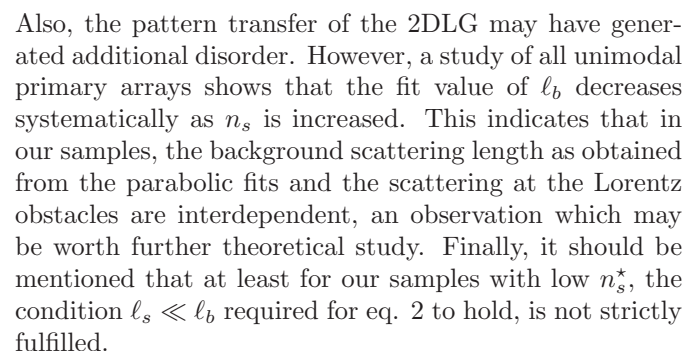 Also, the pattern transfer of the 2DLG may have gener-
ated additional disorder. However, a study of all unimodal
primary arrays shows that the fit value of ℓ_b decreases
systematically as n_s is increased. This indicates that in
our samples, the background scattering length as obtained
from the parabolic fits and the scattering at the Lorentz
obstacles are interdependent, an observation which may
be worth further theoretical study. Finally, it should be
mentioned that at least for our samples with low n_s^⋆, the
condition ℓ_s ≪ ℓ_b required for eq. 2 to hold, is not strictly
fulfilled.